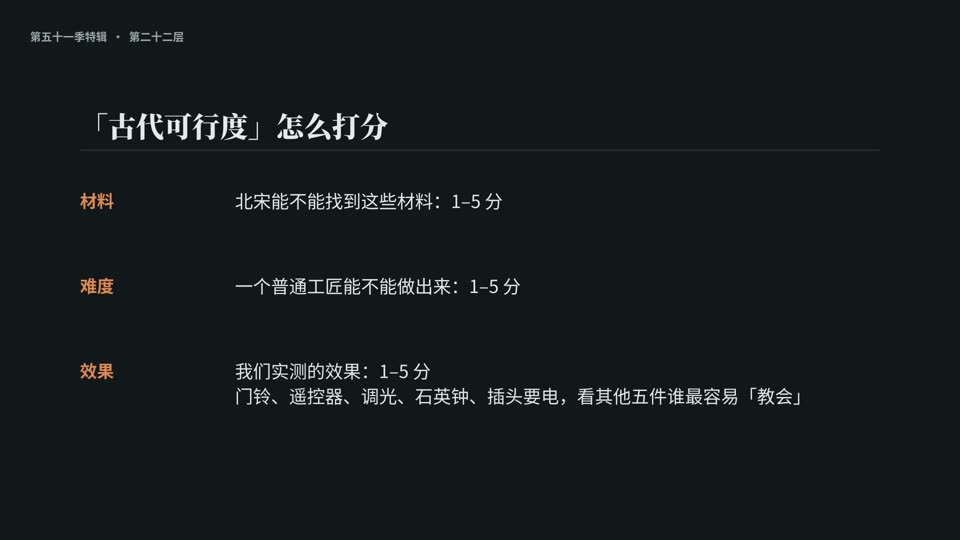 第五十一季特辑 · 第二十二层
「古代可行度」怎么打分
材料
北宋能不能找到这些材料：1–5 分
难度
一个普通工匠能不能做出来：1–5 分
效果
我们实测的效果：1–5 分
门铃、遥控器、调光、石英钟、插头要电，看其他五件谁最容易「教会」